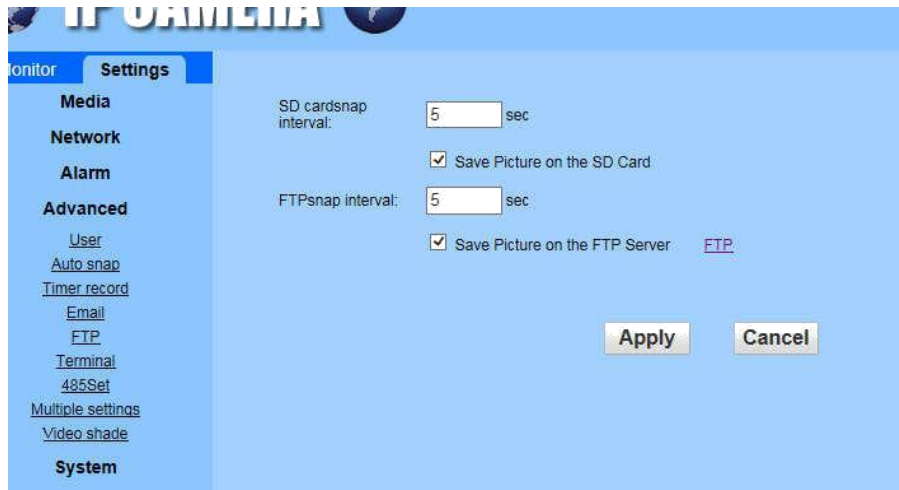 IP CAMERA
Monitor Settings
Media
Network
Alarm
Advanced
User
Auto snap
Timer record
Email
FTP
Terminal
485Set
Multiple settings
Video shade
System
SD cardsnap
interval:
5 sec
Save Picture on the SD Card
FTPsnap interval:
5 sec
Save Picture on the FTP Server FTP
Apply Cancel